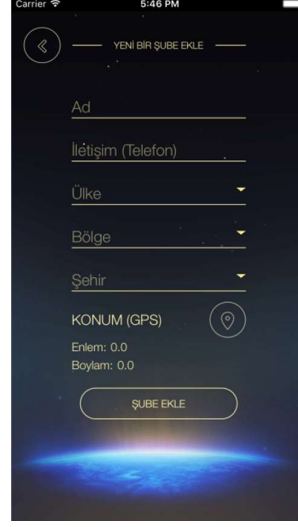 Carrier 5:46 PM
YENİ BİR ŞUBE EKLE
Ad
İletişim (Telefon)
Ülke
Bölge
Şehir
KONUM (GPS)
Enlem: 0.0
Boylam: 0.0
ŞUBE EKLE